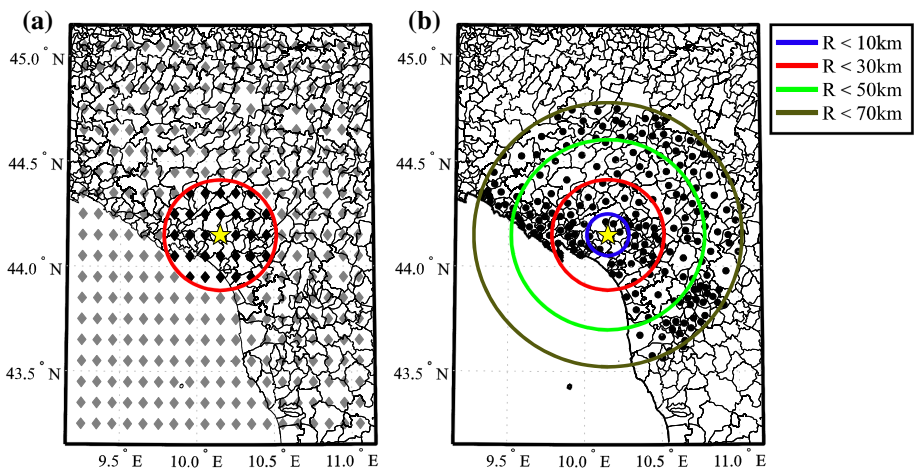 (a)
(b)
45.0° N
44.5° N
44.0° N
43.5° N
9.5° E
10.0° E
10.5° E
11.0° E
45.0° N
44.5° N
44.0° N
43.5° N
9.5° E
10.0° E
10.5° E
11.0° E
R < 10km
R < 30km
R < 50km
R < 70km